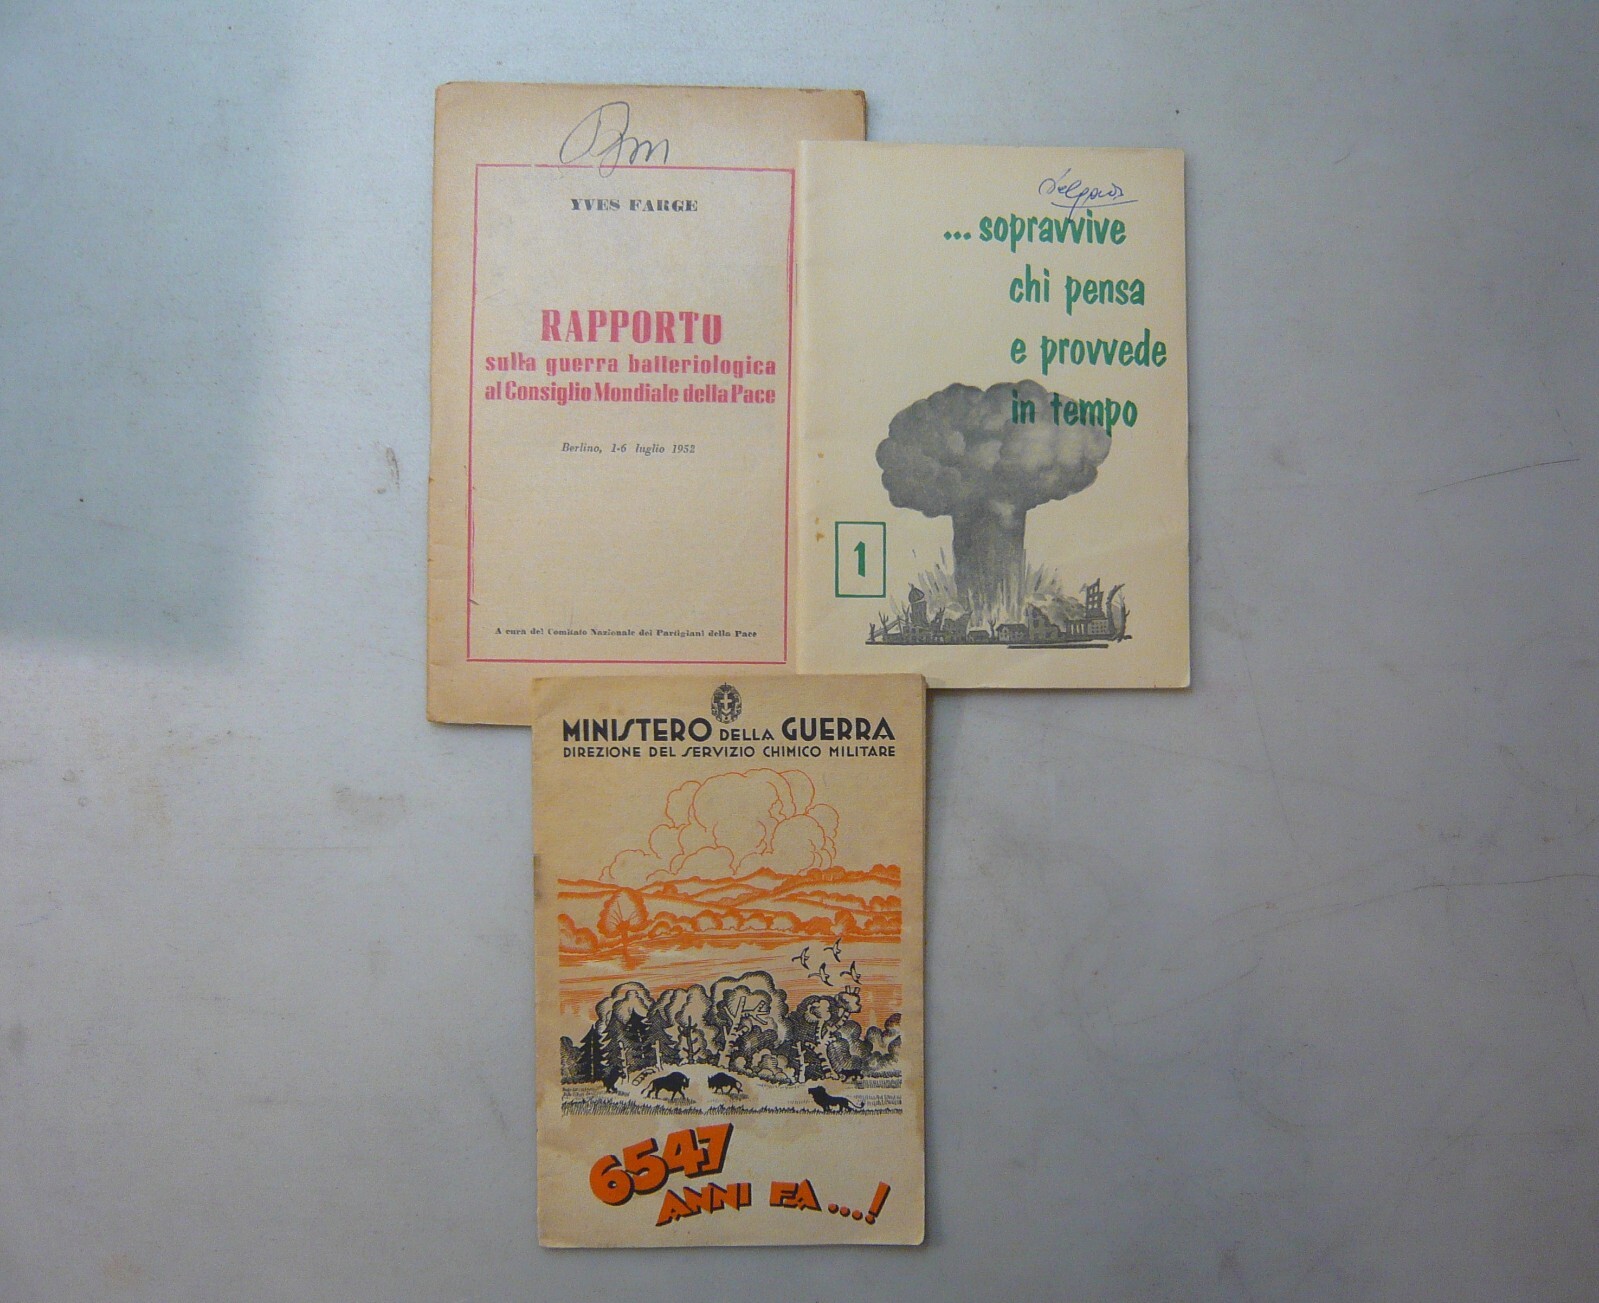 YVES FARGE
RAPPORTO
sulla guerra batteriologica
al Consiglio Mondiale della Pace
Berlino, 1-6 luglio 1952
A cura del Comitato Nazionale dei Partigiani della Pace
... sopravvive
chi pensa
e provvede
in tempo
1
MINISTERO DELLA GUERRA
DIREZIONE DEL SERVIZIO CHIMICO MILITARE
6547
ANNI FA...!